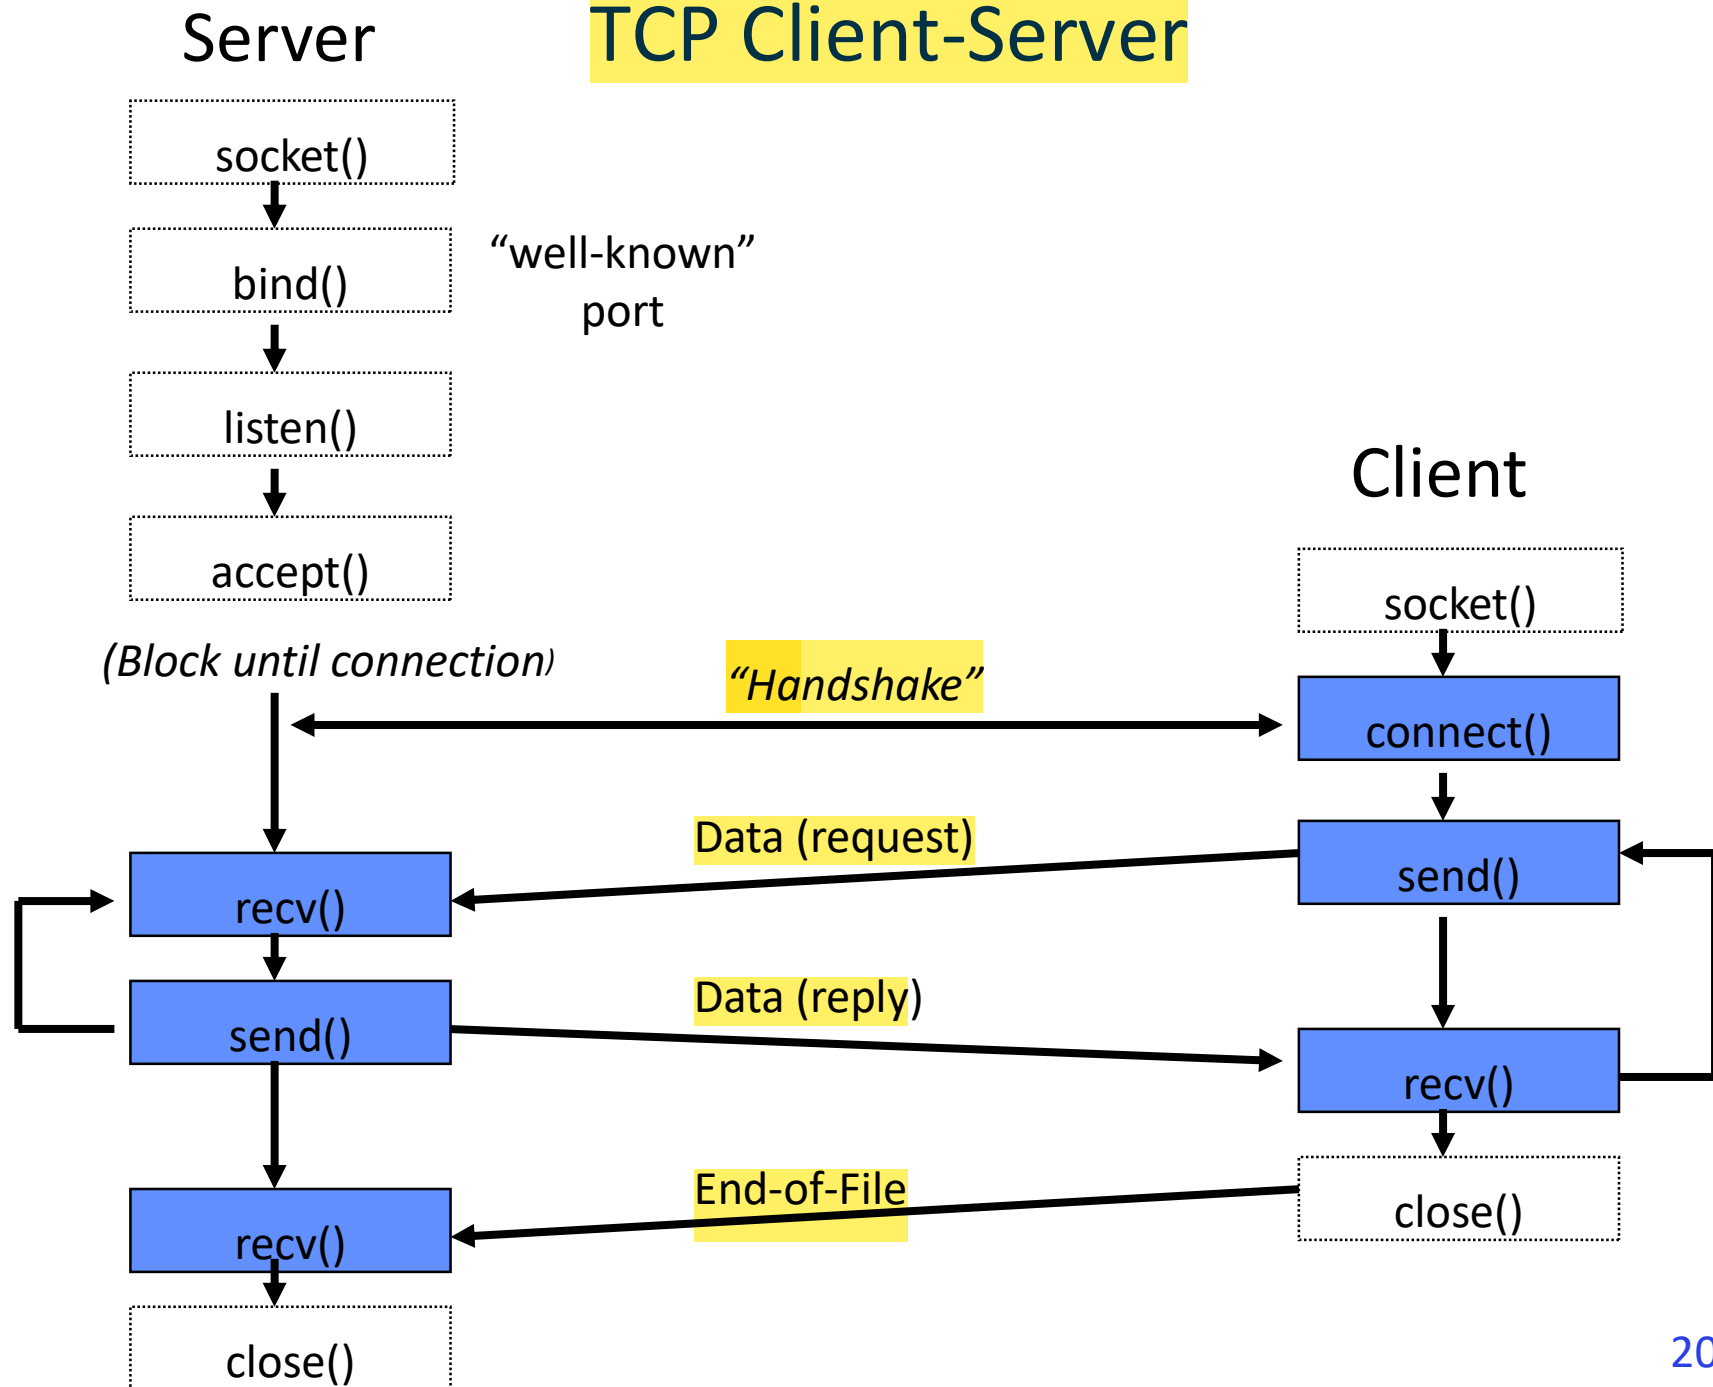 Server
TCP Client-Server
socket()
bind()
“well-known”
port
listen()
accept()
(Block until connection)
Client
socket()
“Handshake”
connect()
Data (request)
send()
recv()
Data (reply)
send()
recv()
End-of-File
close()
recv()
close()
20